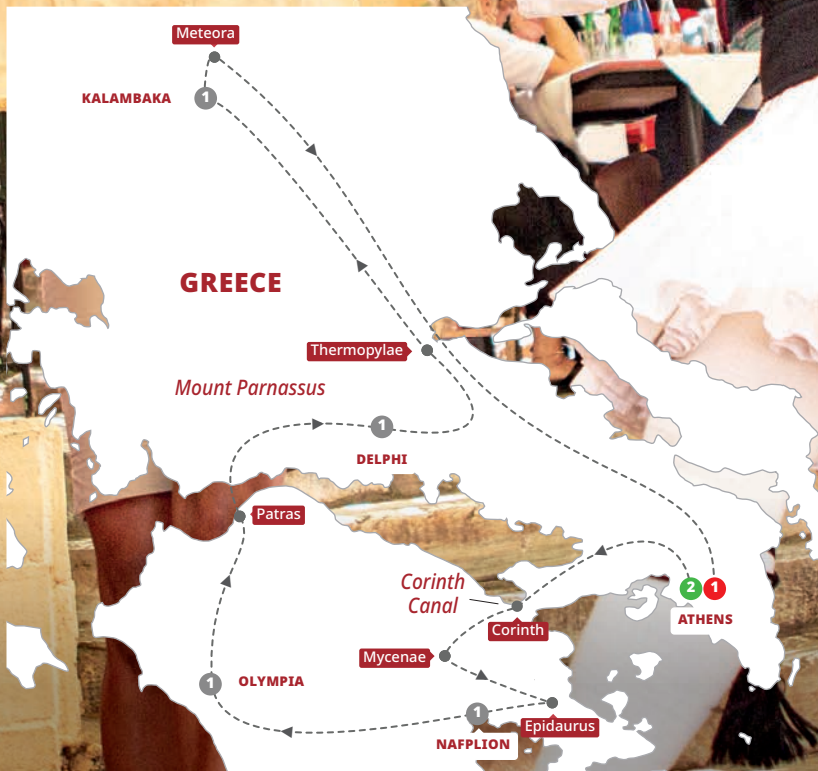 Meteora
KALAMBAKA
1
GREECE
Thermopylae
Mount Parnassus
1
DELPHI
Patras
Corinth
Canal
2
1
ATHENS
Corinth
Mycenae
1
OLYMPIA
1
Epidaurus
NAFPLION